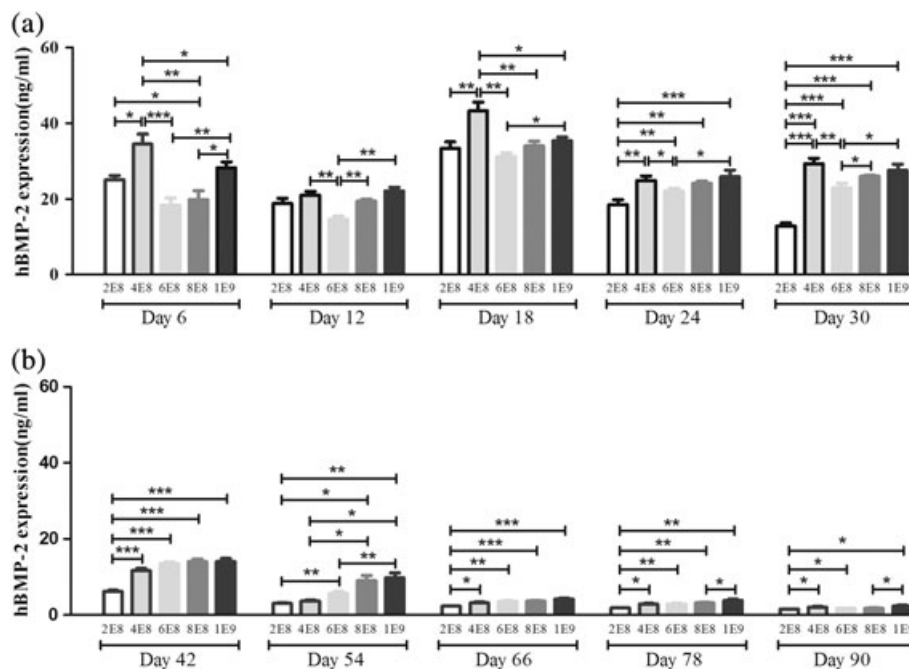 (a)
hBMP-2 expression(ng/ml)
60
40
20
0
* ** * * *** ** *
** ** **
* ** ** ** *
*** ** ** ** * *
*** *** *** *** *** ** * *
2E8 4E8 6E8 8E8 1E9 2E8 4E8 6E8 8E8 1E9 2E8 4E8 6E8 8E8 1E9 2E8 4E8 6E8 8E8 1E9 2E8 4E8 6E8 8E8 1E9
Day 6 Day 12 Day 18 Day 24 Day 30
(b)
hBMP-2 expression(ng/ml)
60
40
20
0
*** *** *** ***
** * * * ** **
*** *** ** *
** ** ** * *
* * * *
2E8 4E8 6E8 8E8 1E9 2E8 4E8 6E8 8E8 1E9 2E8 4E8 6E8 8E8 1E9 2E8 4E8 6E8 8E8 1E9 2E8 4E8 6E8 8E8 1E9
Day 42 Day 54 Day 66 Day 78 Day 90